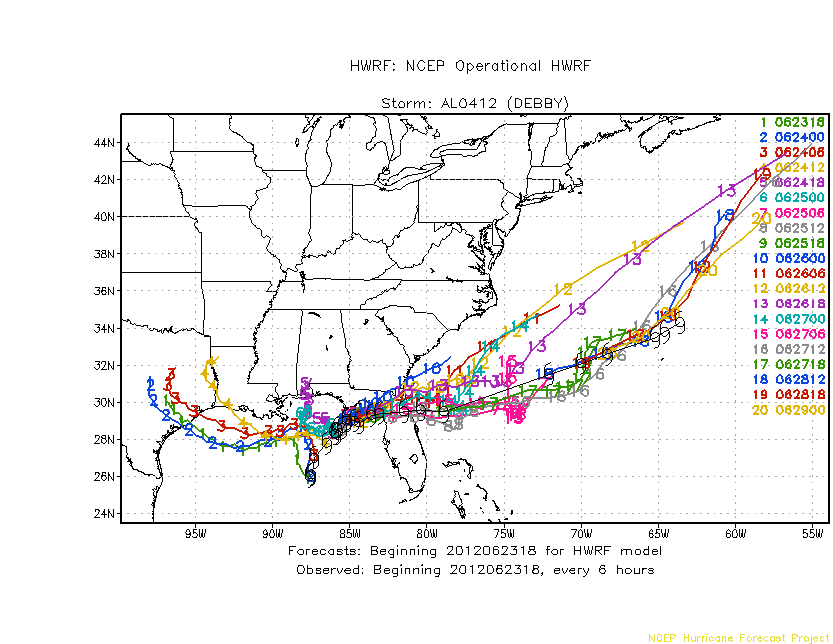 HWRF: NCEP Operational HWRF
Storm: AL0412 (DEBBY)
1 062318
2 062400
3 062406
4 062412
5 062418
6 062500
7 062506
8 062512
9 062518
10 062600
11 062606
12 062612
13 062618
14 062700
15 062706
16 062712
17 062718
18 062812
19 062818
20 062900
44N
42N
40N
38N
36N
34N
32N
30N
28N
26N
24N
95W 90W 85W 80W 75W 70W 65W 60W 55W
Forecasts: Beginning 2012062318 for HWRF model
Observed: Beginning 2012062318, every 6 hours
NCEP Hurricane Forecast Project